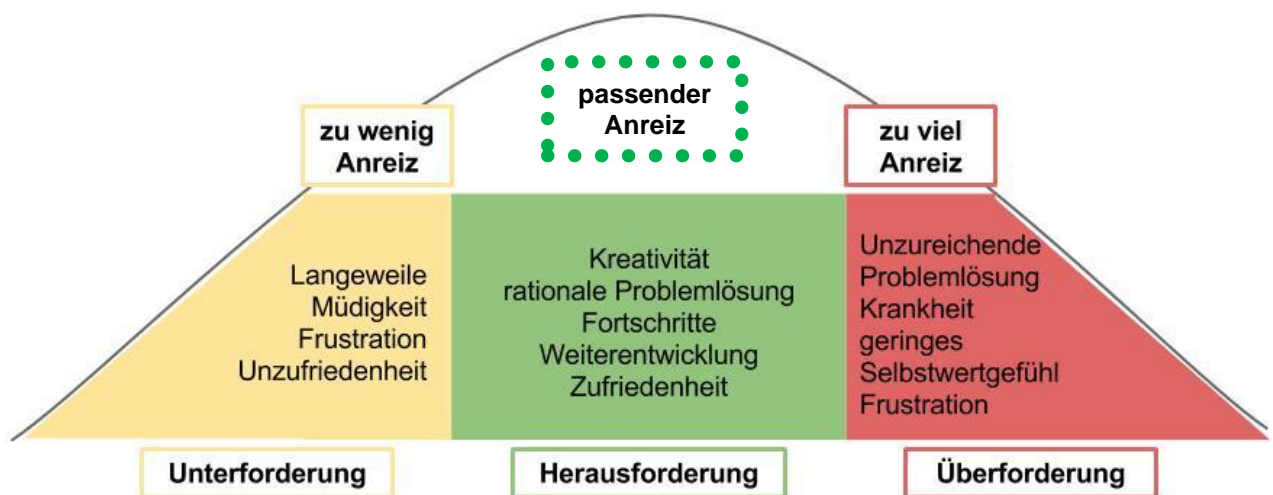 passender
Anreiz
zu wenig
Anreiz
zu viel
Anreiz
Langeweile
Müdigkeit
Frustration
Unzufriedenheit
Kreativität
rationale Problemlösung
Fortschritte
Weiterentwicklung
Zufriedenheit
Unzureichende
Problemlösung
Krankheit
geringes
Selbstwertgefühl
Frustration
Unterforderung
Herausforderung
Überforderung